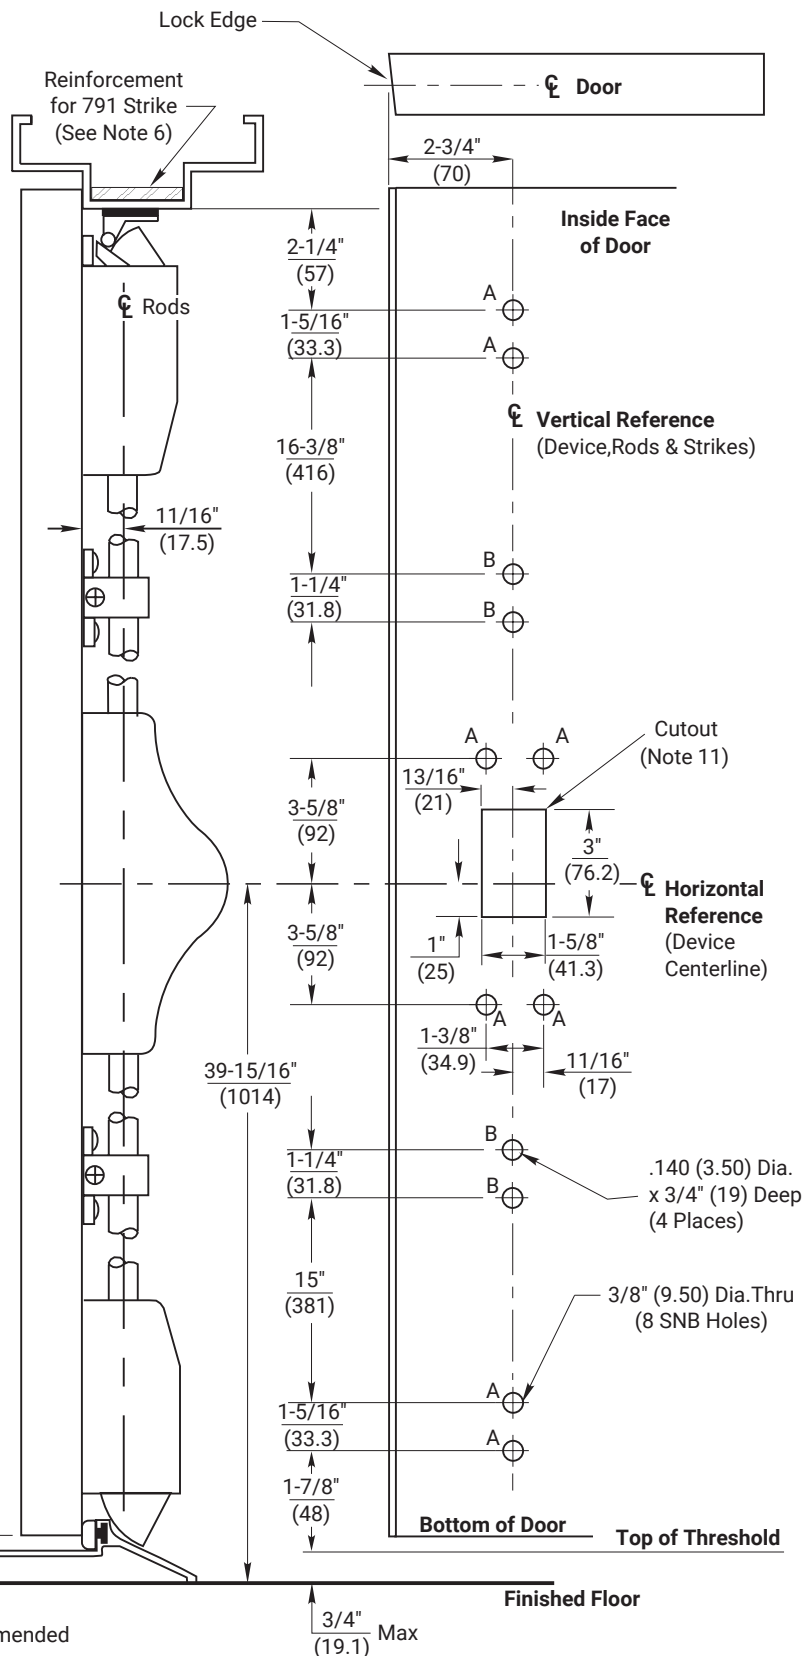 Lock Edge
℄ Door
Reinforcement
for 791 Strike
(See Note 6)
2-3/4"
(70)
Inside Face
of Door
2-1/4"
(57)
℄ Rods
A
1-5/16"
(33.3)
A
℄ Vertical Reference
(Device,Rods & Strikes)
16-3/8"
(416)
11/16"
(17.5)
B
1-1/4"
(31.8)
B
Cutout
(Note 11)
A A
13/16"
(21)
3-5/8"
(92)
3"
(76.2)
℄ Horizontal
Reference
(Device
Centerline)
3-5/8"
(92)
1"
(25)
1-5/8"
(41.3)
A A
1-3/8"
(34.9)
11/16"
(17)
39-15/16"
(1014)
B
1-1/4"
(31.8)
B
.140 (3.50) Dia.
x 3/4" (19) Deep
(4 Places)
15"
(381)
3/8" (9.50) Dia.Thru
(8 SNB Holes)
A
1-5/16"
(33.3)
A
1-7/8"
(48)
Bottom of Door
Top of Threshold
Finished Floor
3/4"
(19.1) Max
mended